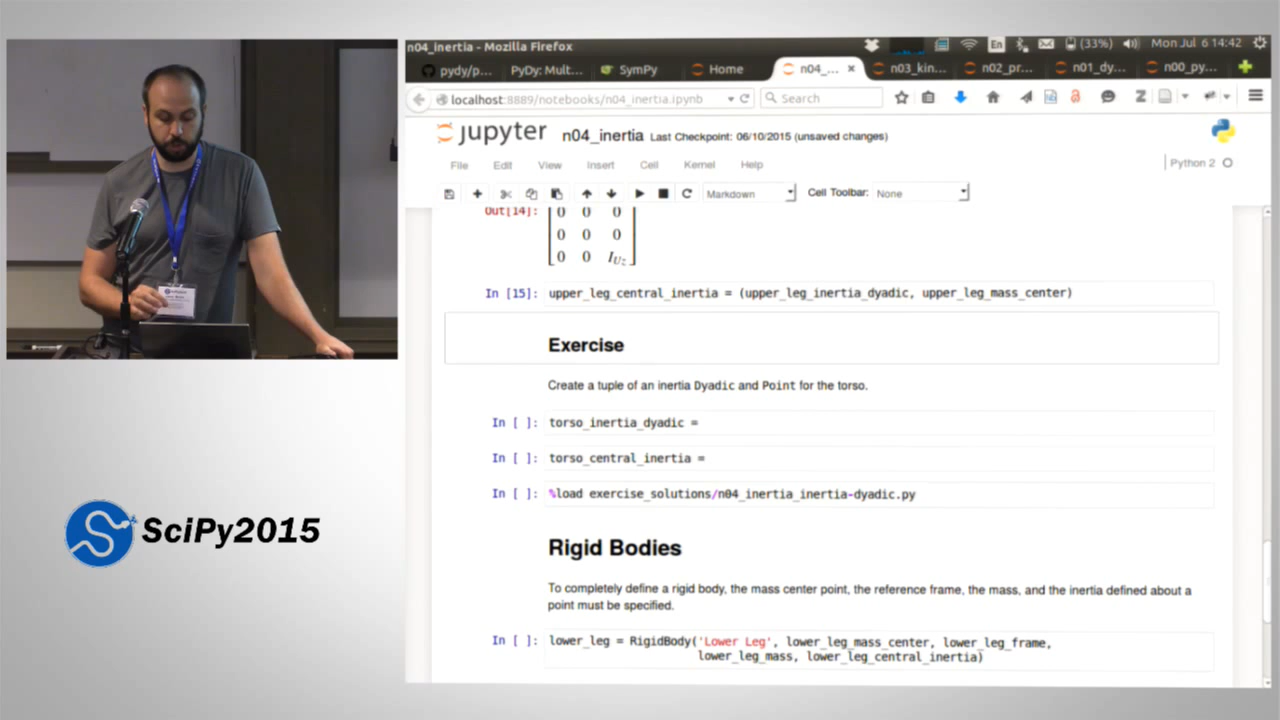 n04_inertia - Mozilla Firefox
En
(33%)
Mon Jul 6 14:42
pydy/p...
PyDy: Mult...
SymPy
Home
n04_...
n03_kin...
n02_pr...
n01_dy...
n00_py...
localhost:8889/notebooks/n04_inertia.ipynb
Search
jupyter n04_inertia Last Checkpoint: 06/10/2015 (unsaved changes)
File Edit View Insert Cell Kernel Help
Python 2
Markdown
Cell Toolbar: None
Out[14]: 0 0 0
0 0 0
0 0 I_{U_z}
In [15]: upper_leg_central_inertia = (upper_leg_inertia_dyadic, upper_leg_mass_center)
Exercise
Create a tuple of an inertia Dyadic and Point for the torso.
In [ ]: torso_inertia_dyadic =
In [ ]: torso_central_inertia =
In [ ]: %load exercise_solutions/n04_inertia_inertia-dyadic.py
Rigid Bodies
To completely define a rigid body, the mass center point, the reference frame, the mass, and the inertia defined about a
point must be specified.
In [ ]: lower_leg = RigidBody('Lower Leg', lower_leg_mass_center, lower_leg_frame,
lower_leg_mass, lower_leg_central_inertia)
SciPy2015